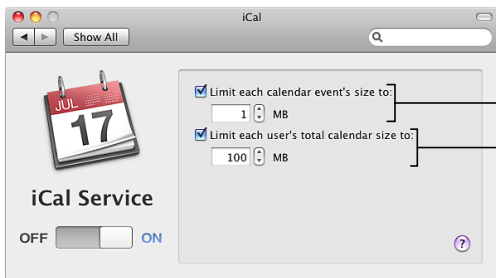 iCal
Show All
Limit each calendar event's size to:
1 MB
Limit each user's total calendar size to:
100 MB
JUL
17
iCal Service
OFF ON
?